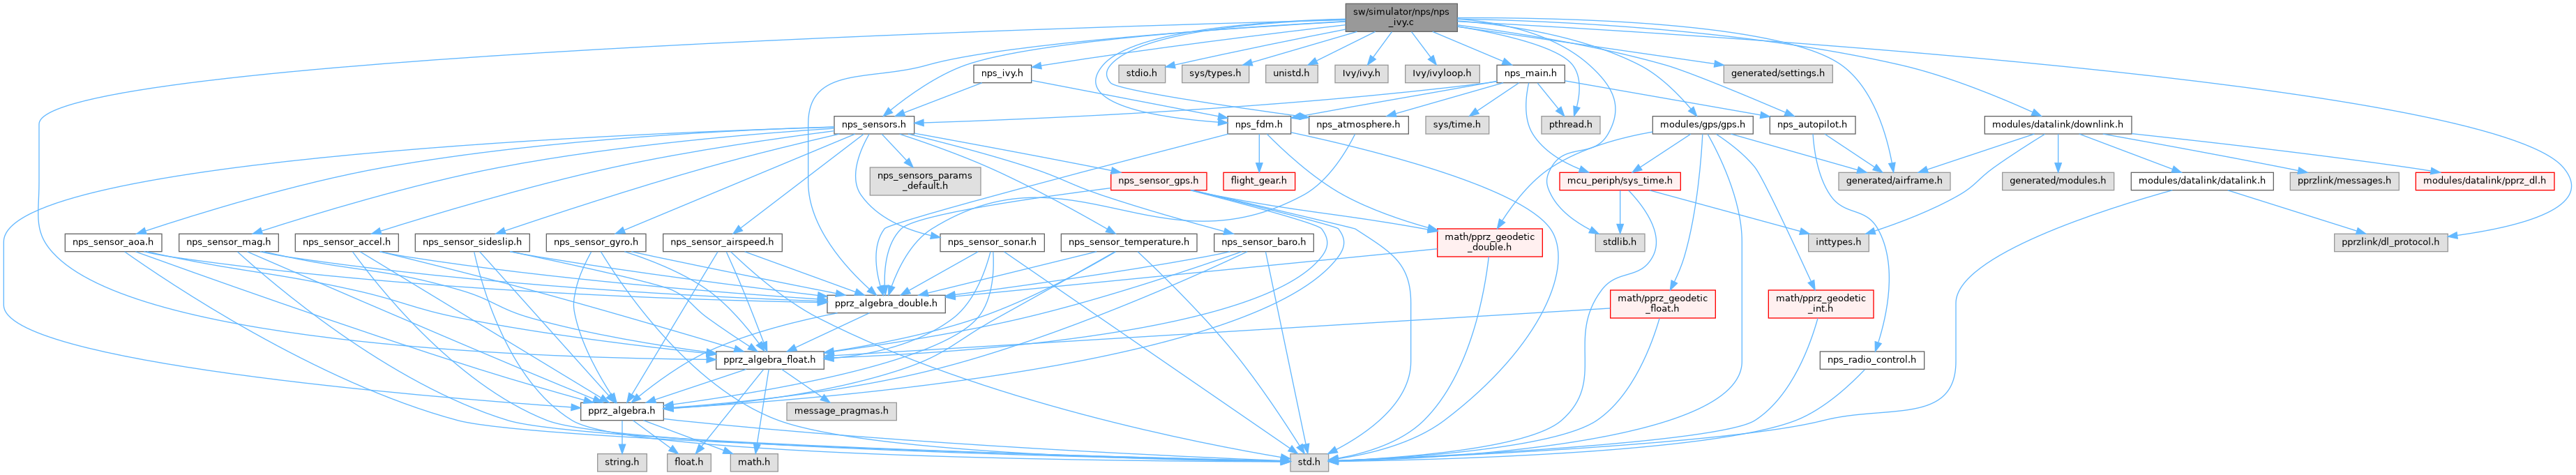 sw/simulator/nps/nps
_ivy.c
nps_ivy.h
stdio.h
sys/types.h
unistd.h
Ivy/ivy.h
Ivy/ivyloop.h
nps_main.h
generated/settings.h
nps_sensors.h
nps_fdm.h
nps_atmosphere.h
sys/time.h
pthread.h
modules/gps/gps.h
nps_autopilot.h
modules/datalink/downlink.h
nps_sensors_params
_default.h
nps_sensor_gps.h
flight_gear.h
mcu_periph/sys_time.h
generated/airframe.h
generated/modules.h
modules/datalink/datalink.h
pprzlink/messages.h
modules/datalink/pprz_dl.h
nps_sensor_aoa.h
nps_sensor_mag.h
nps_sensor_accel.h
nps_sensor_sideslip.h
nps_sensor_gyro.h
nps_sensor_airspeed.h
nps_sensor_sonar.h
nps_sensor_temperature.h
nps_sensor_baro.h
math/pprz_geodetic
_double.h
stdlib.h
inttypes.h
pprzlink/dl_protocol.h
pprz_algebra_double.h
math/pprz_geodetic
_float.h
math/pprz_geodetic
_int.h
pprz_algebra_float.h
nps_radio_control.h
pprz_algebra.h
message_pragmas.h
string.h
float.h
math.h
std.h